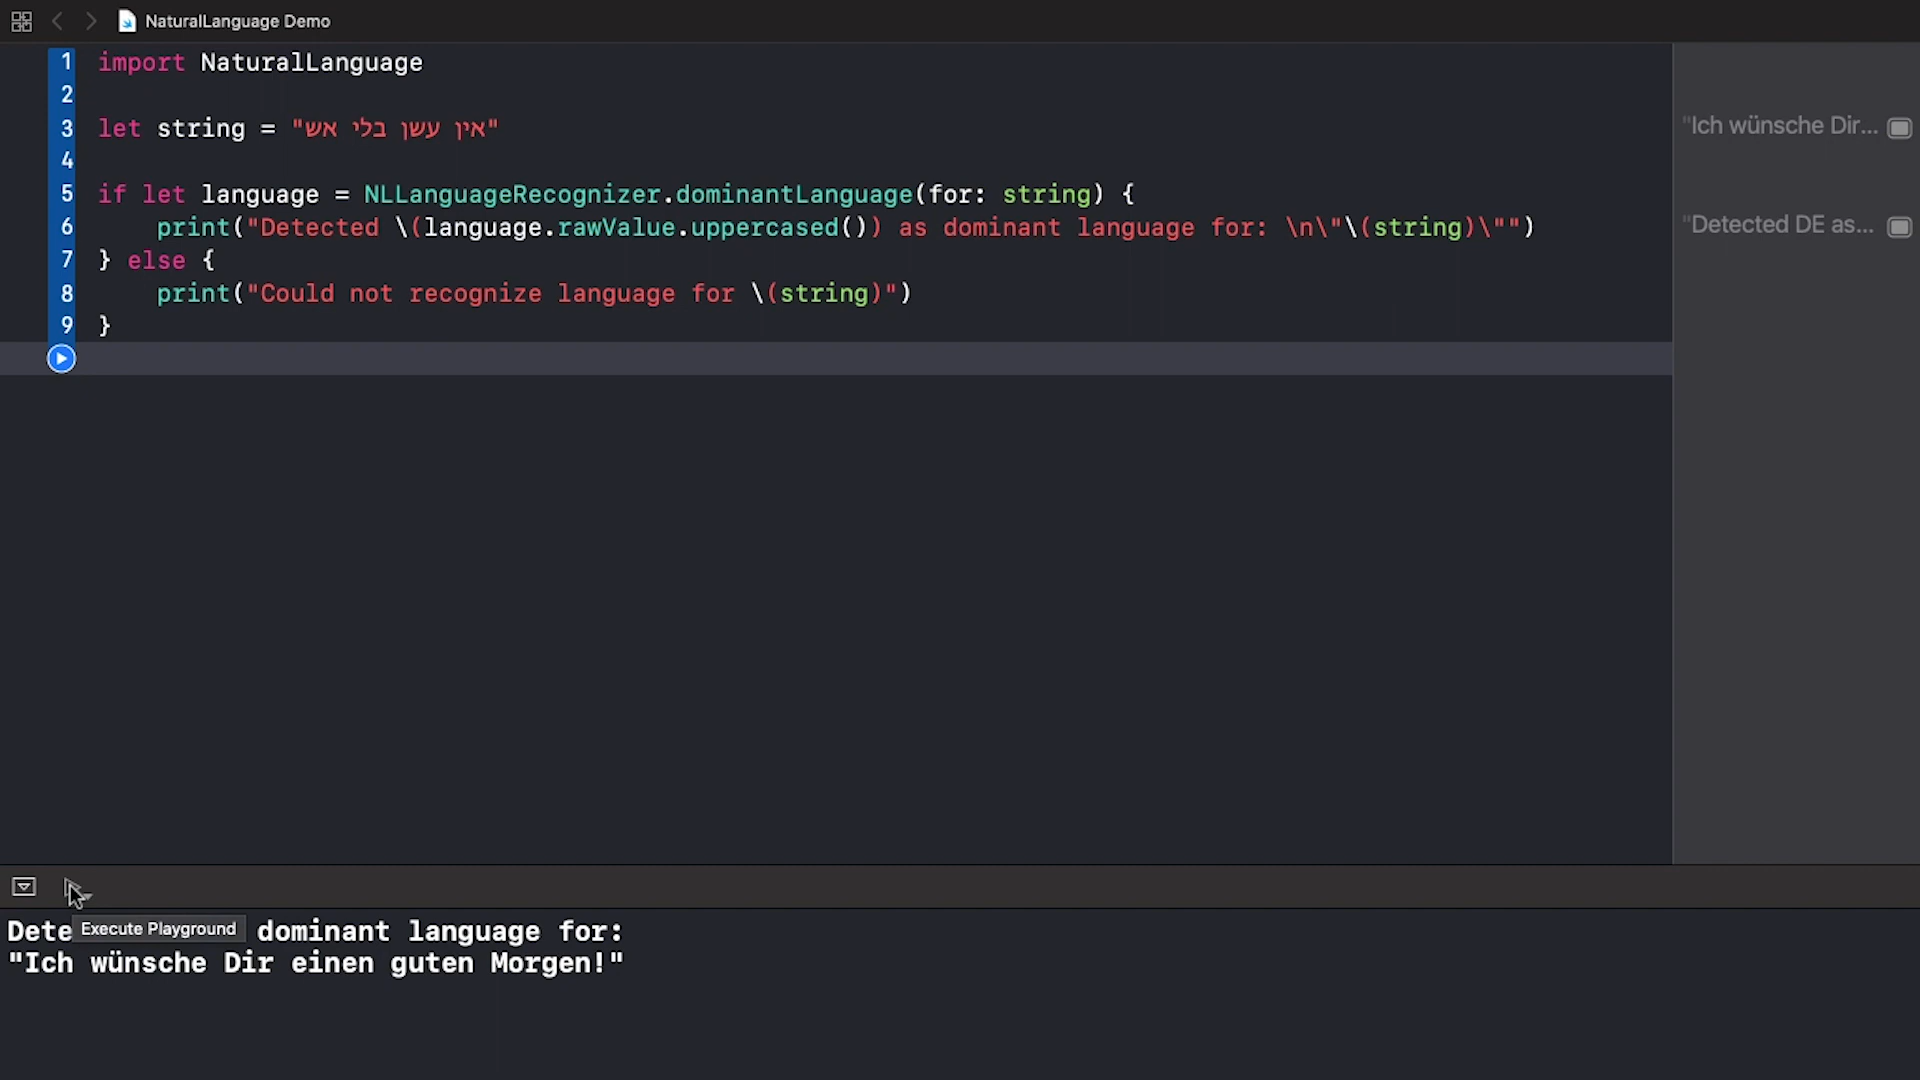 NaturalLanguage Demo
1 import NaturalLanguage
2
3 let string = "אין עשן בלי אש"
"Ich wünsche Dir...
4
5 if let language = NLLanguageRecognizer.dominantLanguage(for: string) {
6 print("Detected \(language.rawValue.uppercased()) as dominant language for: \n\"\(string)\"")
"Detected DE as...
7 } else {
8 print("Could not recognize language for \(string)")
9 }
Dete
Execute Playground
dominant language for:
"Ich wünsche Dir einen guten Morgen!"